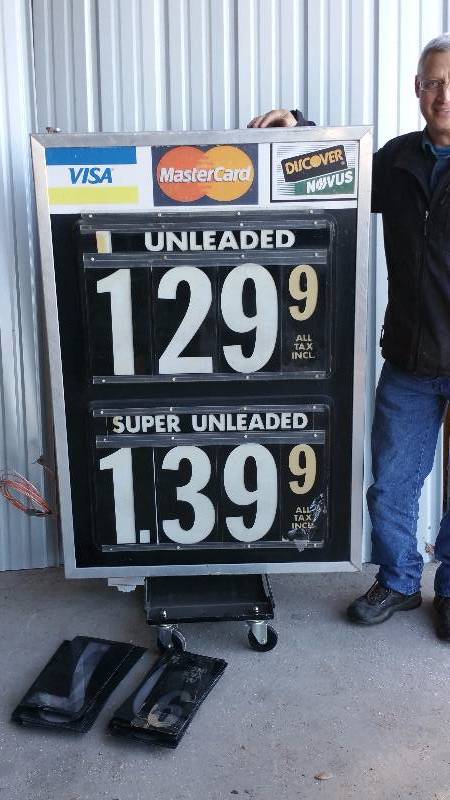 VISA MasterCard DISCOVER
NOVUS
UNLEADED
1.29 9
ALL
TAX
INCL.
SUPER UNLEADED
1.39 9
ALL
TAX
INCL.